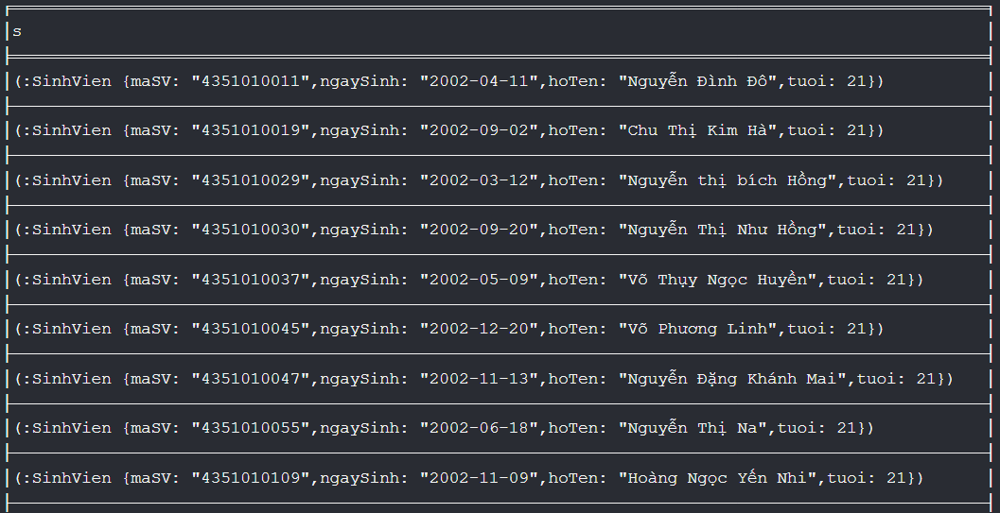 s
(:SinhVien {maSV: "4351010011",ngaySinh: "2002-04-11",hoTen: "Nguyễn Đình Đô",tuoi: 21})
(:SinhVien {maSV: "4351010019",ngaySinh: "2002-09-02",hoTen: "Chu Thị Kim Hà",tuoi: 21})
(:SinhVien {maSV: "4351010029",ngaySinh: "2002-03-12",hoTen: "Nguyễn thị bích Hồng",tuoi: 21})
(:SinhVien {maSV: "4351010030",ngaySinh: "2002-09-20",hoTen: "Nguyễn Thị Như Hồng",tuoi: 21})
(:SinhVien {maSV: "4351010037",ngaySinh: "2002-05-09",hoTen: "Võ Thụy Ngọc Huyền",tuoi: 21})
(:SinhVien {maSV: "4351010045",ngaySinh: "2002-12-20",hoTen: "Võ Phương Linh",tuoi: 21})
(:SinhVien {maSV: "4351010047",ngaySinh: "2002-11-13",hoTen: "Nguyễn Đặng Khánh Mai",tuoi: 21})
(:SinhVien {maSV: "4351010055",ngaySinh: "2002-06-18",hoTen: "Nguyễn Thị Na",tuoi: 21})
(:SinhVien {maSV: "4351010109",ngaySinh: "2002-11-09",hoTen: "Hoàng Ngọc Yến Nhi",tuoi: 21})